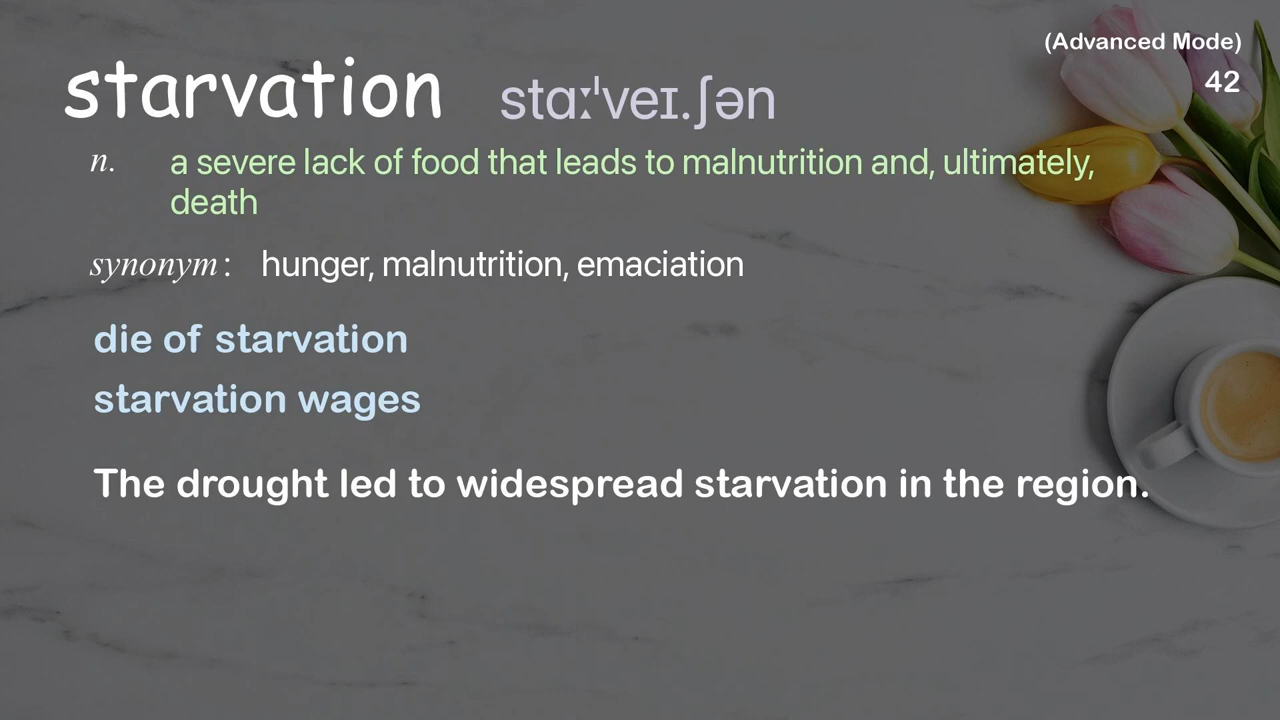 (Advanced Mode)
42
starvation stɑːˈveɪ.ʃən
n. a severe lack of food that leads to malnutrition and, ultimately,
death
synonym: hunger, malnutrition, emaciation
die of starvation
starvation wages
The drought led to widespread starvation in the region.